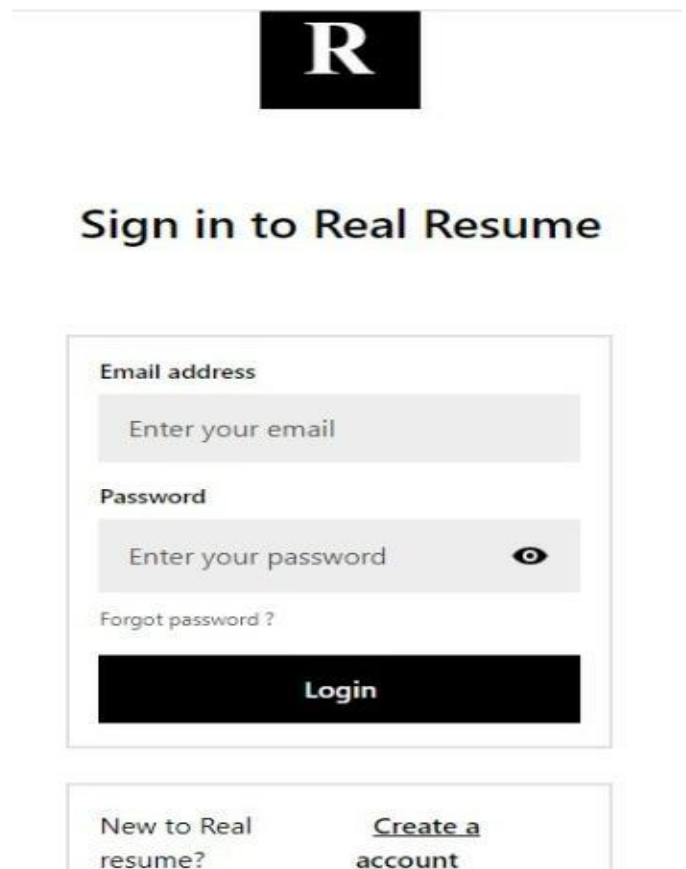 R
Sign in to Real Resume
Email address
Enter your email
Password
Enter your password
Forgot password ?
Login
New to Real
resume?
Create a
account